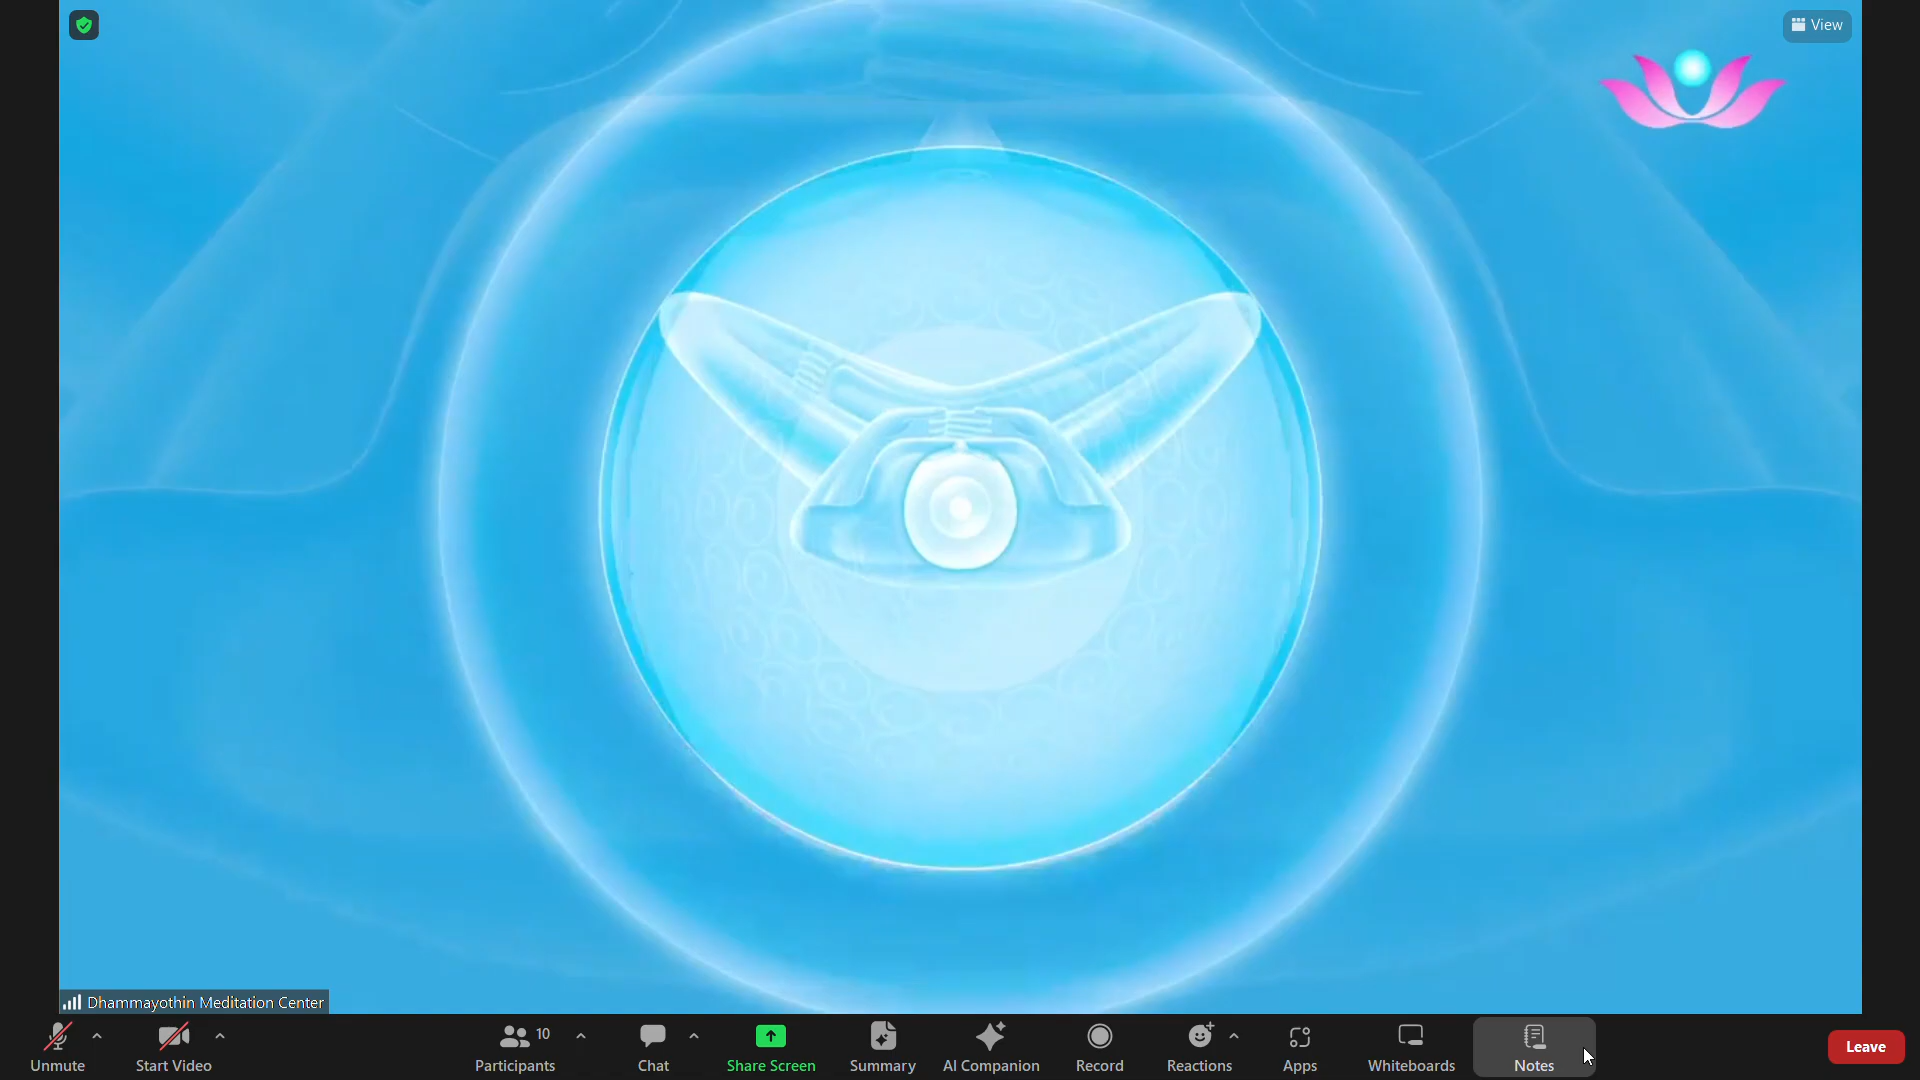 View
Dhammayothin Meditation Center
Unmute
Start Video
Participants
10
Chat
Share Screen
Summary
AI Companion
Record
Reactions
Apps
Whiteboards
Notes
Leave